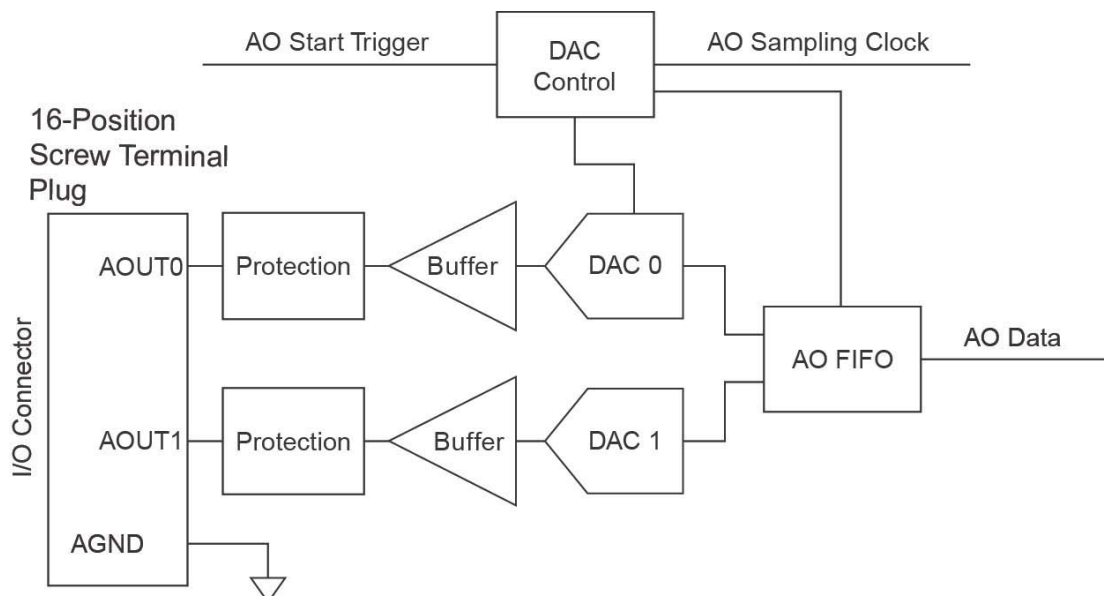 AO Start Trigger
DAC
Control
AO Sampling Clock
16-Position
Screw Terminal
Plug
I/O Connector
AOUT0
Protection
Buffer
DAC 0
AO FIFO
AO Data
AOUT1
Protection
Buffer
DAC 1
AGND